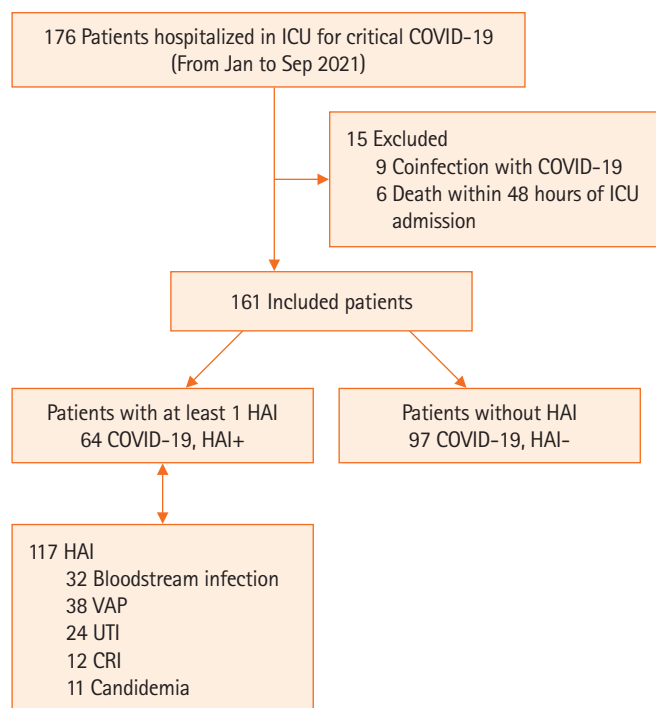 176 Patients hospitalized in ICU for critical COVID-19
(From Jan to Sep 2021)
15 Excluded
9 Coinfection with COVID-19
6 Death within 48 hours of ICU
admission
161 Included patients
Patients with at least 1 HAI
64 COVID-19, HAI+
Patients without HAI
97 COVID-19, HAI-
117 HAI
32 Bloodstream infection
38 VAP
24 UTI
12 CRI
11 Candidemia